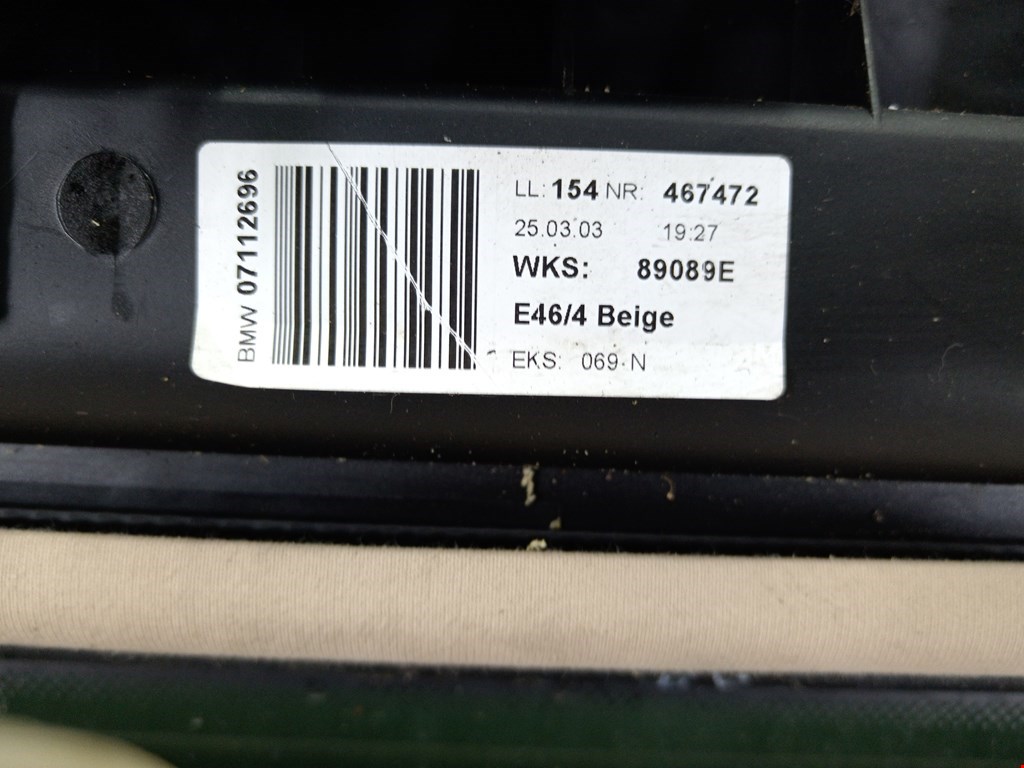 BMW 07112696
LL: 154 NR: 467472
25.03.03 19:27
WKS: 89089E
E46/4 Beige
EKS: 069 N